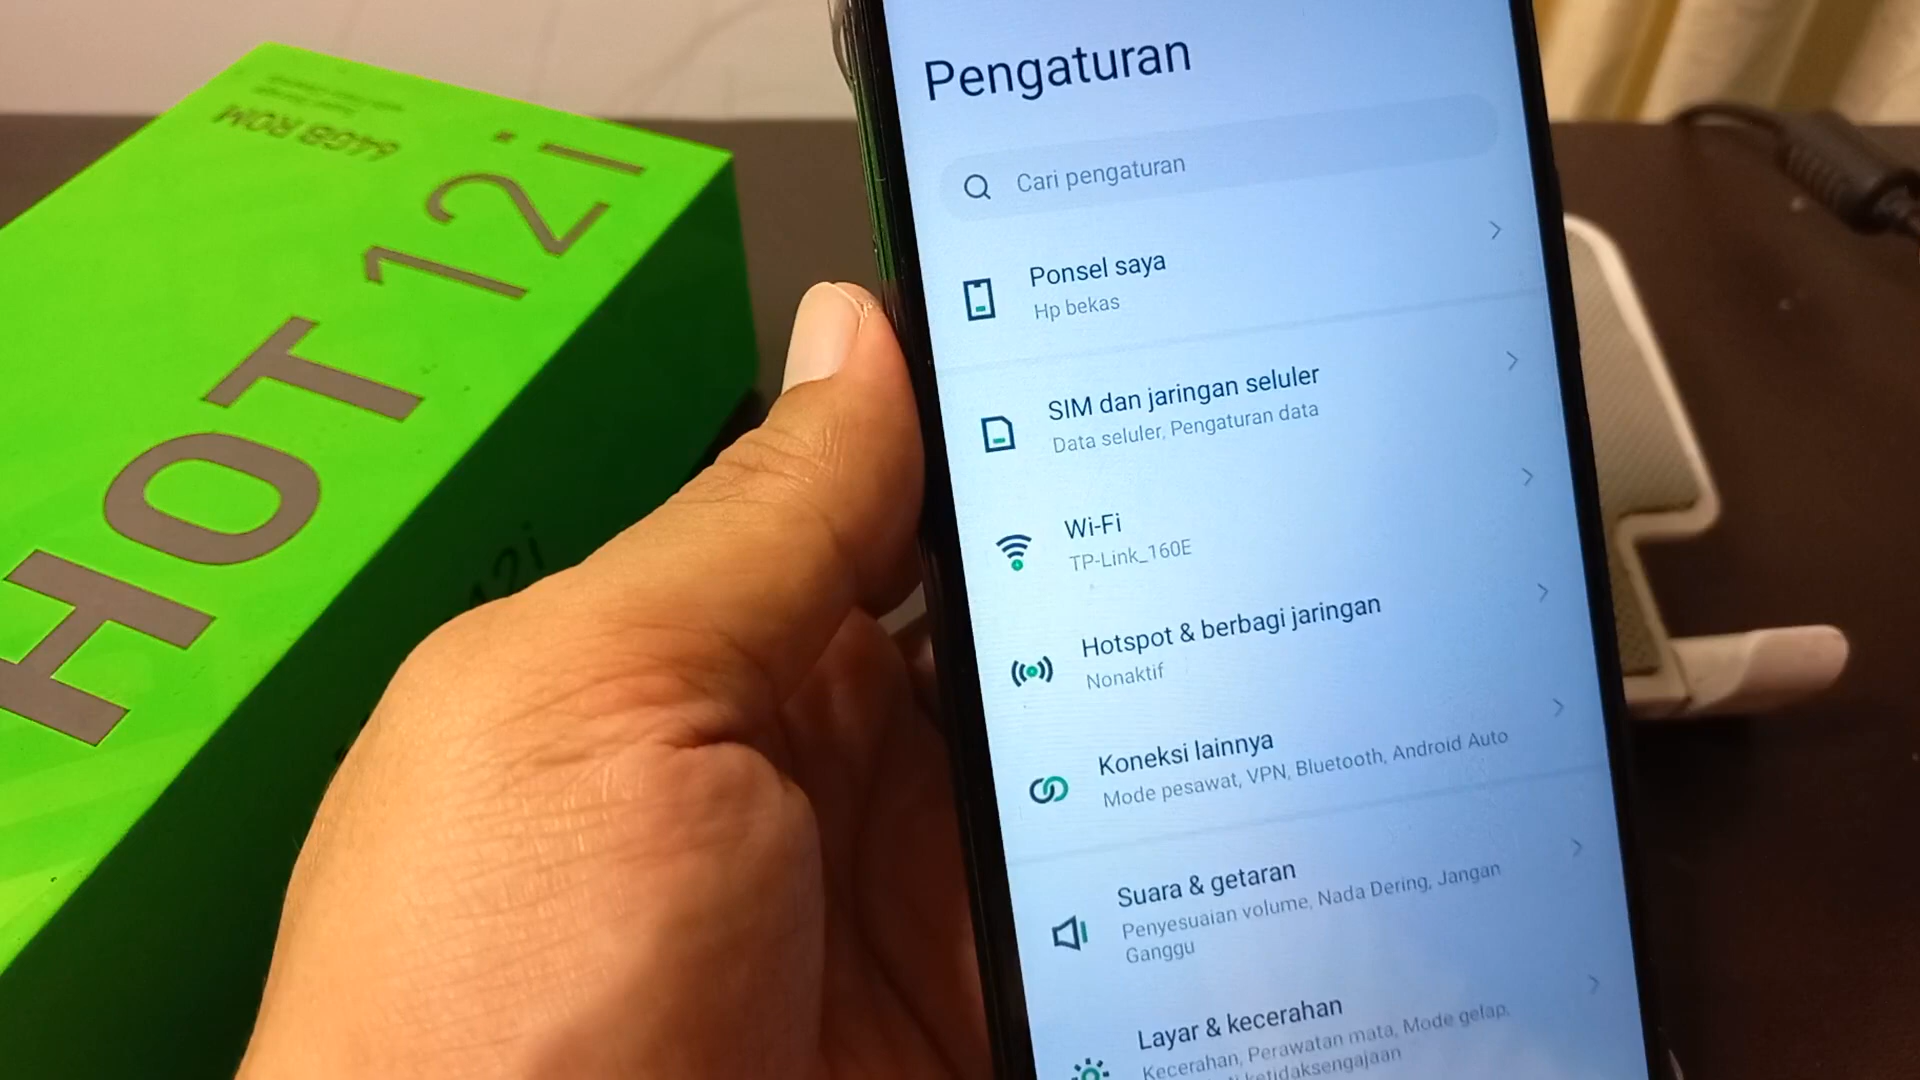 HOT 12i
64GB ROM
12i
Pengaturan
Cari pengaturan
Ponsel saya
Hp bekas
SIM dan jaringan seluler
Data seluler, Pengaturan data
Wi-Fi
TP-Link_160E
Hotspot & berbagi jaringan
Nonaktif
Koneksi lainnya
Mode pesawat, VPN, Bluetooth, Android Auto
Suara & getaran
Penyesuaian volume, Nada Dering, Jangan
Ganggu
Layar & kecerahan
Kecerahan, Perawatan mata, Mode gelap,
ketidaksengajaan